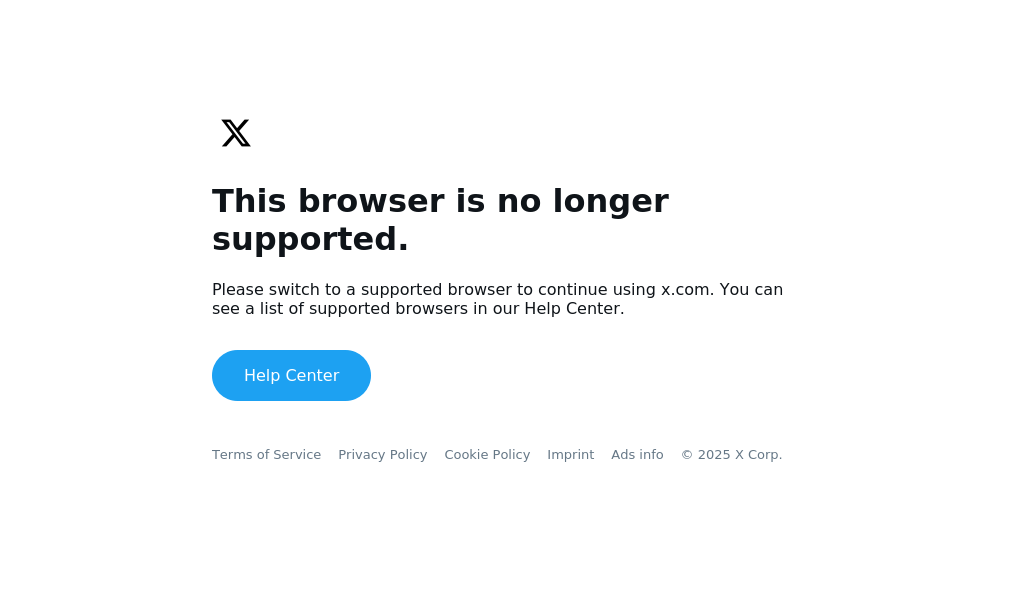 This browser is no longer
supported.
Please switch to a supported browser to continue using x.com. You can
see a list of supported browsers in our Help Center.
Help Center
Terms of Service Privacy Policy Cookie Policy Imprint Ads info © 2025 X Corp.